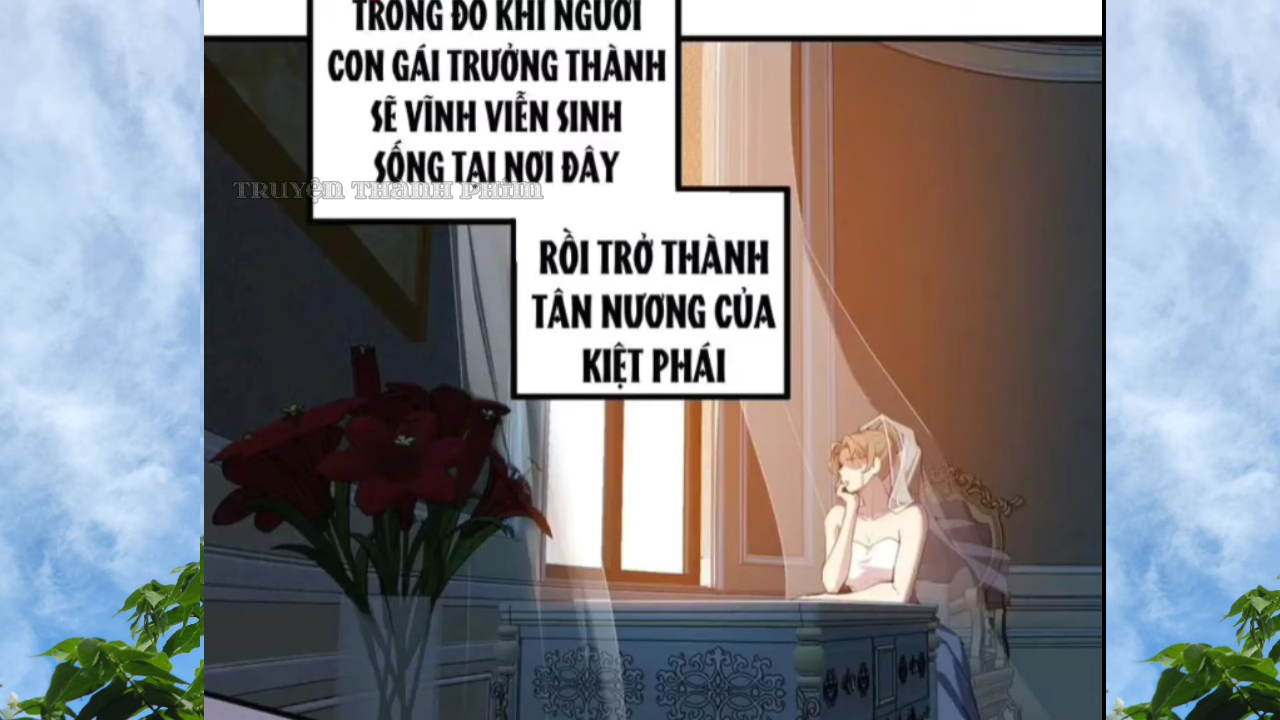 TRONG ĐÓ KHI NGƯỜI
CON GÁI TRƯỞNG THÀNH
SẼ VĨNH VIỄN SINH
SỐNG TẠI NƠI ĐÂY
TRUYỆN THANH PHIM
RỒI TRỞ THÀNH
TÂN NƯƠNG CỦA
KIỆT PHÁI